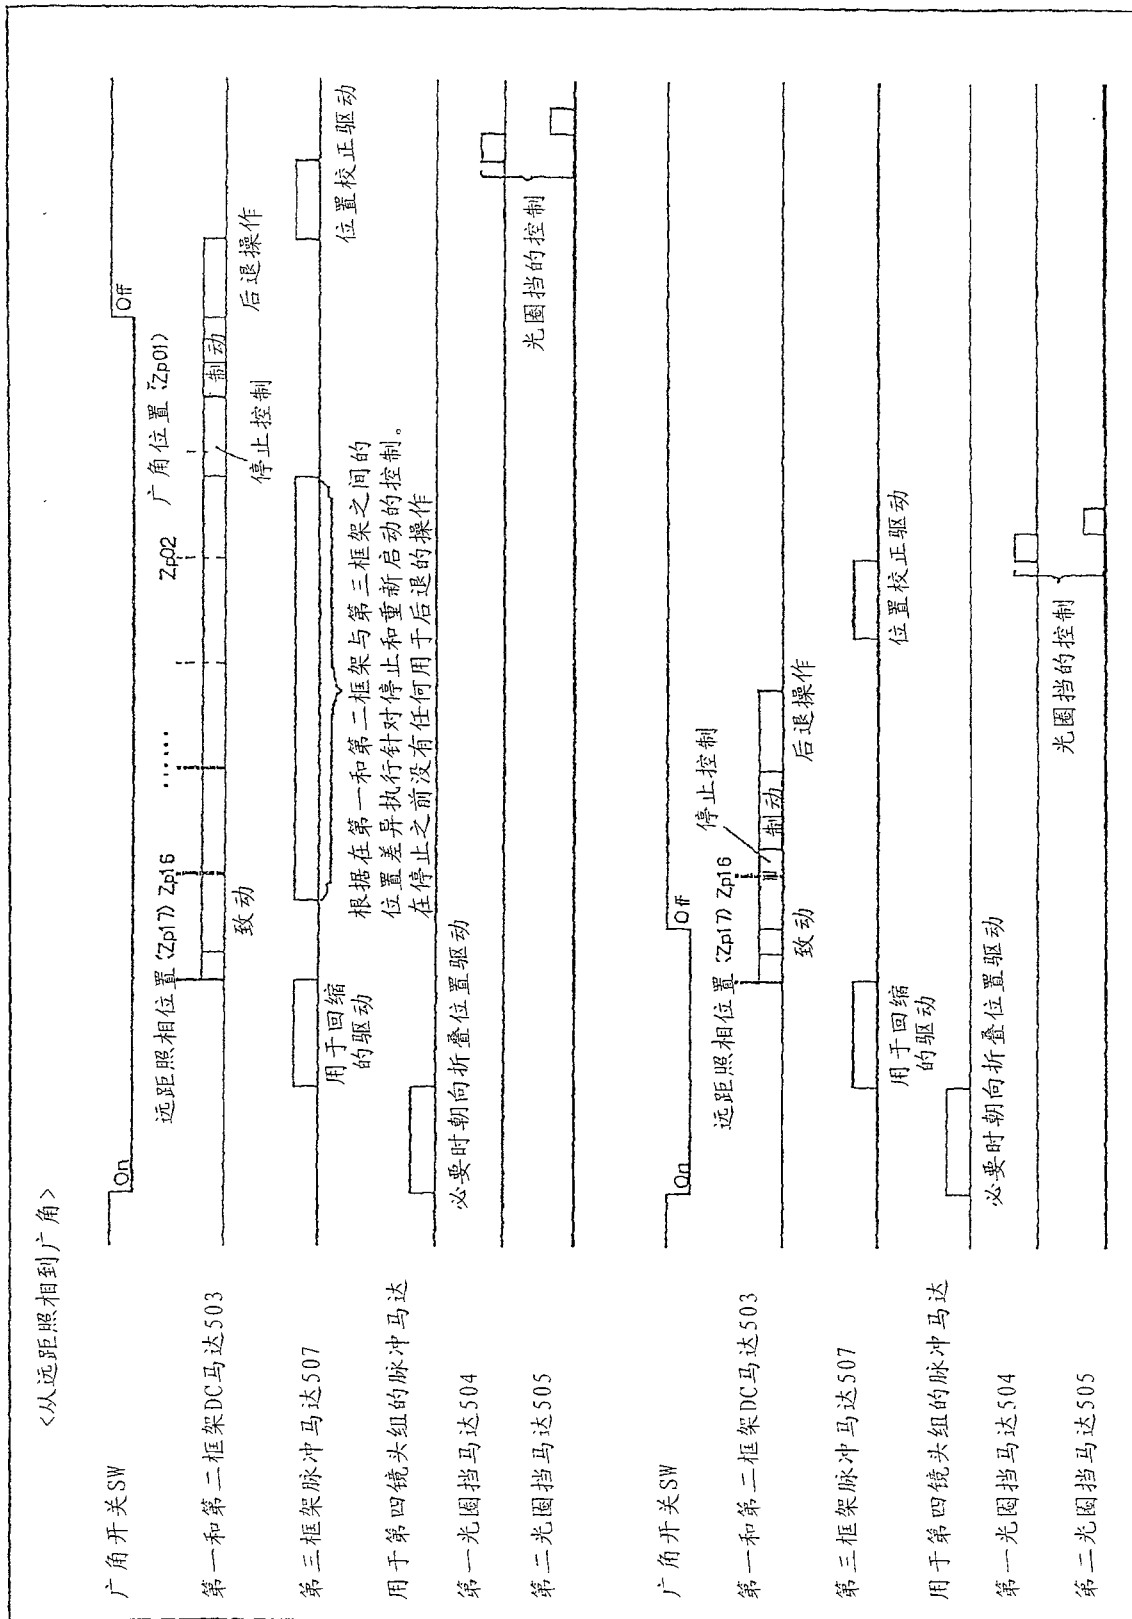 <从远距照相到广角>
广角开关SW
On
Off
第一和第二框架DC马达503
远距照相位置(Zp17)
Zp16
......
Zp02
广角位置(Zp01)
致动
停止控制
制动
后退操作
第三框架脉冲马达507
用于回缩
的驱动
根据在第一和第二框架与第三框架之间的
位置差异执行针对停止和重新启动的控制。
在停止之前没有任何用于后退的操作
位置校正驱动
用于第四镜头组的脉冲马达
必要时朝向折叠位置驱动
第一光圈挡马达504
第二光圈挡马达505
光圈挡的控制
广角开关SW
On
Off
第一和第二框架DC马达503
远距照相位置(Zp17)
Zp16
停止控制
致动
制动
后退操作
第三框架脉冲马达507
用于回缩
的驱动
位置校正驱动
用于第四镜头组的脉冲马达
必要时朝向折叠位置驱动
第一光圈挡马达504
第二光圈挡马达505
光圈挡的控制